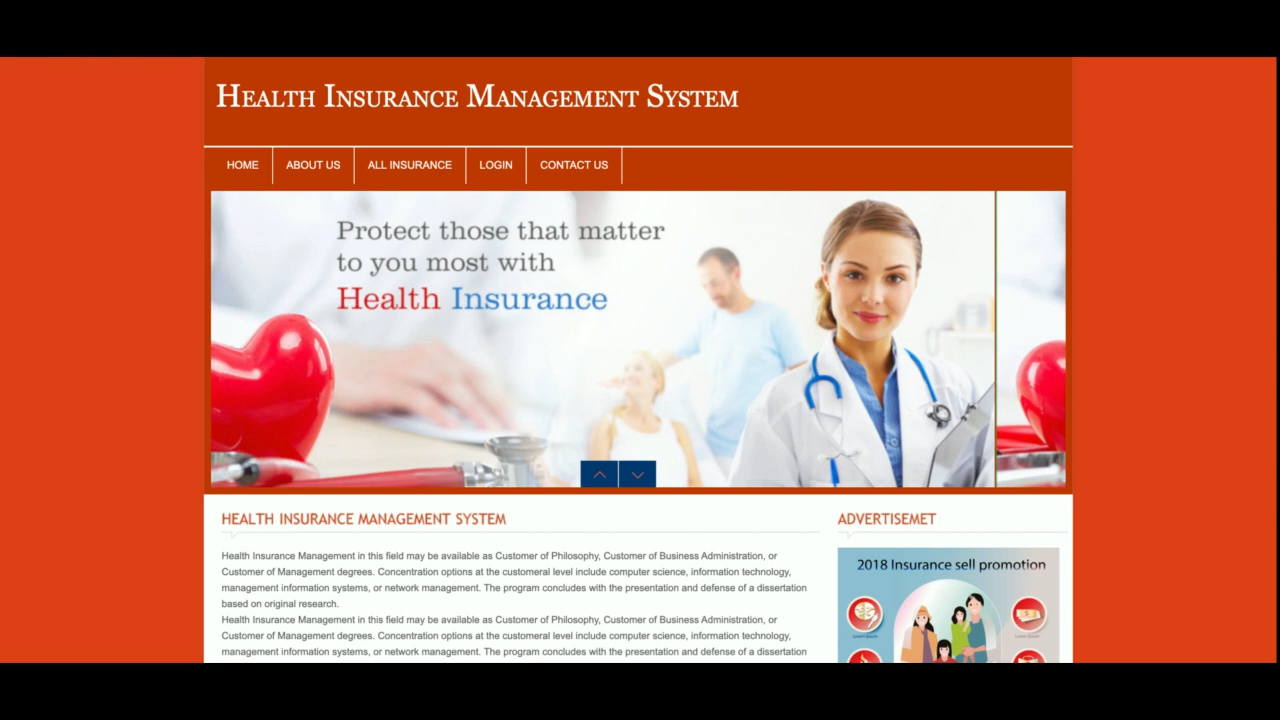 HEALTH INSURANCE MANAGEMENT SYSTEM
HOME
ABOUT US
ALL INSURANCE
LOGIN
CONTACT US
Protect those that matter
to you most with
Health Insurance
HEALTH INSURANCE MANAGEMENT SYSTEM
Health Insurance Management in this field may be available as Customer of Philosophy, Customer of Business Administration, or
Customer of Management degrees. Concentration options at the customeral level include computer science, information technology,
management information systems, or network management. The program concludes with the presentation and defense of a dissertation
based on original research.
Health Insurance Management in this field may be available as Customer of Philosophy, Customer of Business Administration, or
Customer of Management degrees. Concentration options at the customeral level include computer science, information technology,
management information systems, or network management. The program concludes with the presentation and defense of a dissertation
ADVERTISEMET
2018 Insurance sell promotion
Lorem ipsum
Lorem ipsum